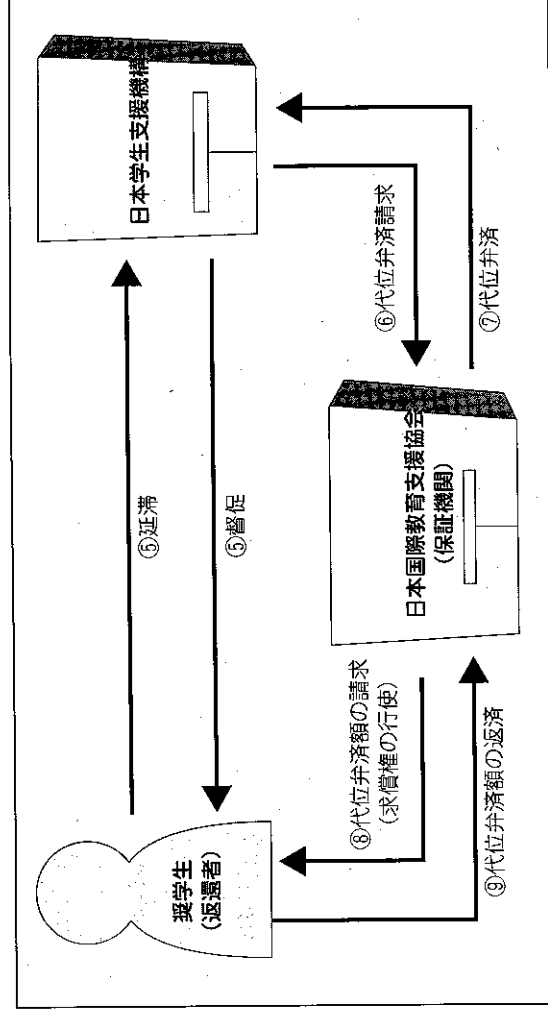 日本学生支援機構
⑤延滞
⑤督促
⑥代位弁済請求
⑦代位弁済
奨学生
(返還者)
日本国際教育支援協会
(保証機関)
⑧代位弁済額の請求
(求償権の行使)
⑨代位弁済額の返済